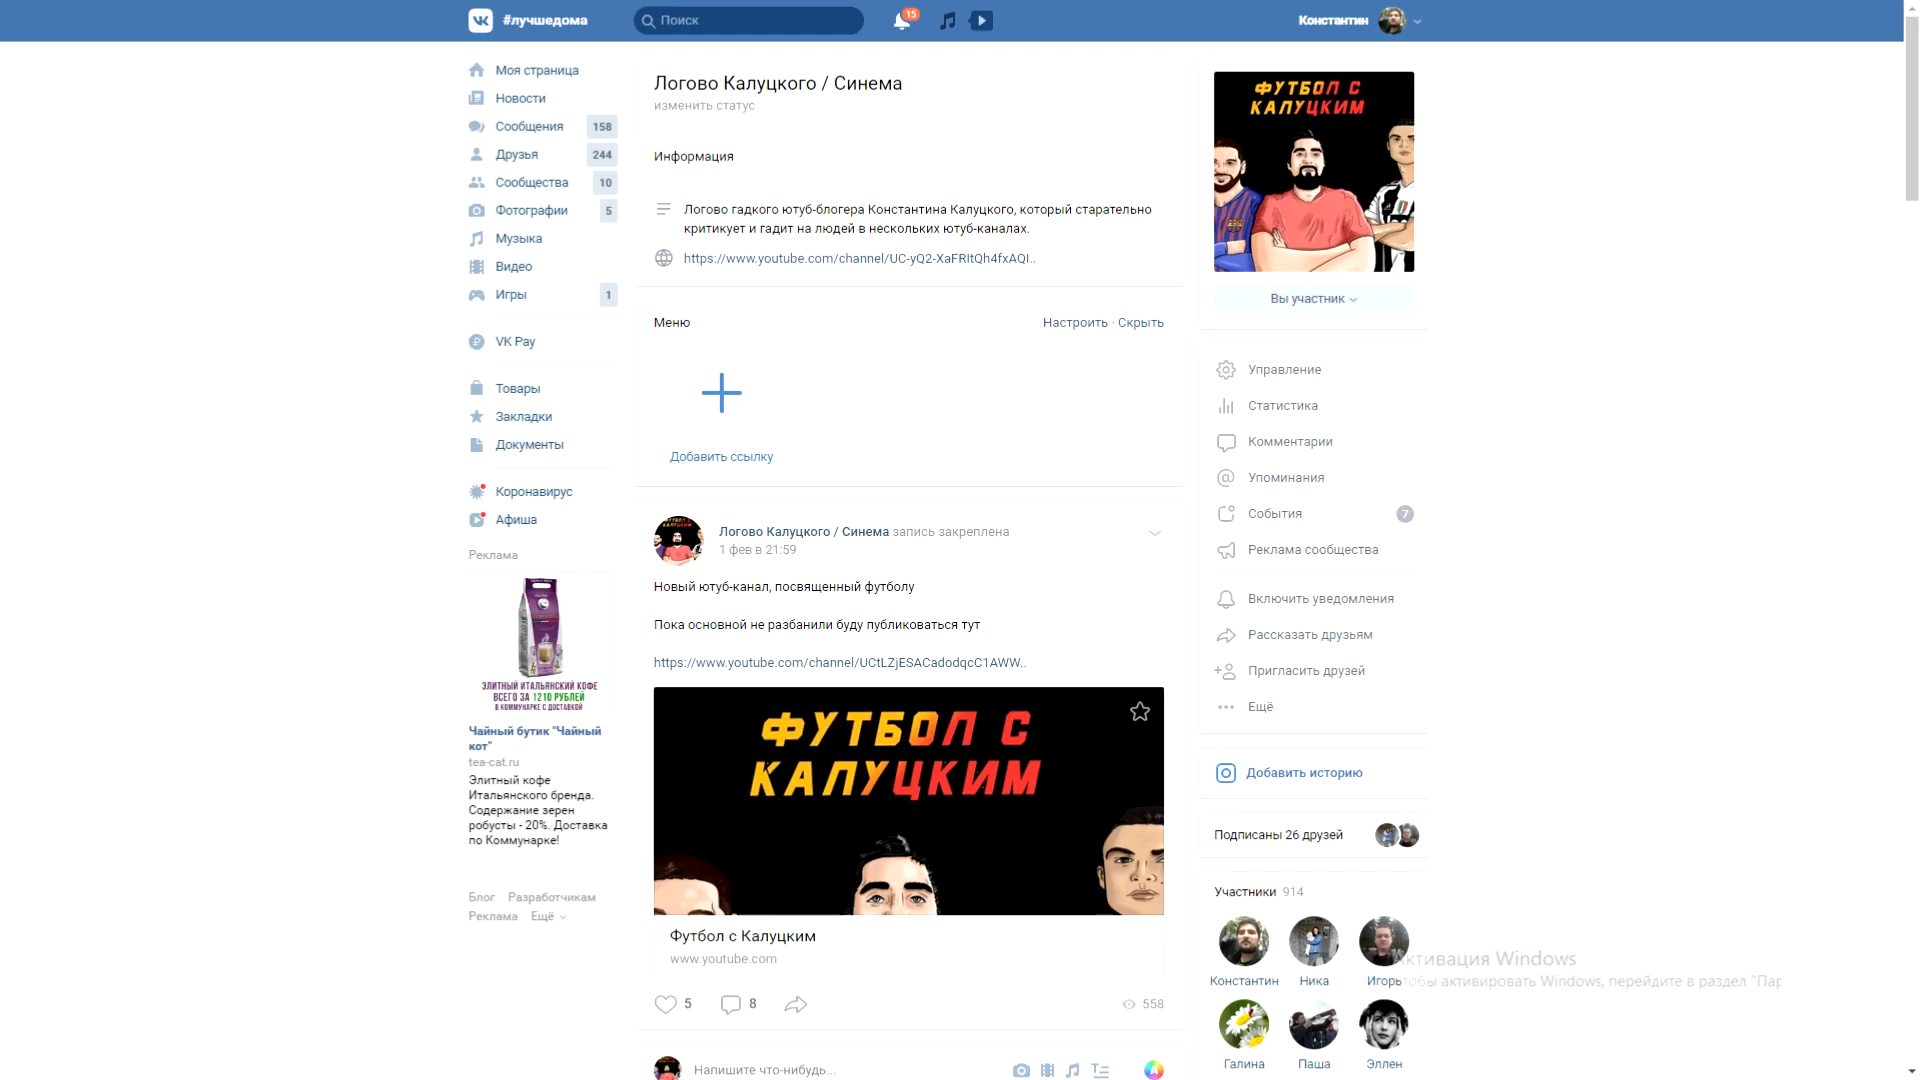 #лучшедома
Поиск
15
Константин
Моя страница
Новости
Сообщения 158
Друзья 244
Сообщества 10
Фотографии 5
Музыка
Видео
Игры 1
VK Pay
Товары
Закладки
Документы
Коронавирус
Афиша
Реклама
ЭЛИТНЫЙ ИТАЛЬЯНСКИЙ КОФЕ
ВСЕГО ЗА 1210 РУБЛЕЙ
В КОММУНАРКЕ С ДОСТАВКОЙ
Чайный бутик "Чайный
кот"
tea-cat.ru
Элитный кофе
Итальянского бренда.
Содержание зерен
робусты - 20%. Доставка
по Коммунарке!
Блог Разработчикам
Реклама Ещё
Логово Калуцкого / Синема
изменить статус
Информация
Логово гадкого ютуб-блогера Константина Калуцкого, который старательно
критикует и гадит на людей в нескольких ютуб-каналах.
https://www.youtube.com/channel/UC-yQ2-XaFRItQh4fxAQI..
Меню
Настроить · Скрыть
Добавить ссылку
Логово Калуцкого / Синема запись закреплена
1 фев в 21:59
Новый ютуб-канал, посвященный футболу
Пока основной не разбанили буду публиковаться тут
https://www.youtube.com/channel/UCtLZjESACadodqcC1AWW..
ФУТБОЛ С
КАЛУЦКИМ
Футбол с Калуцким
www.youtube.com
5 8
558
Напишите что-нибудь...
ФУТБОЛ С
КАЛУЦКИМ
Вы участник
Управление
Статистика
Комментарии
Упоминания
События 7
Реклама сообщества
Включить уведомления
Рассказать друзьям
Пригласить друзей
Ещё
Добавить историю
Подписаны 26 друзей
Участники 914
Константин Ника Игорь
Галина Паша Эллен
Активация Windows
Чтобы активировать Windows, перейдите в раздел "Пар